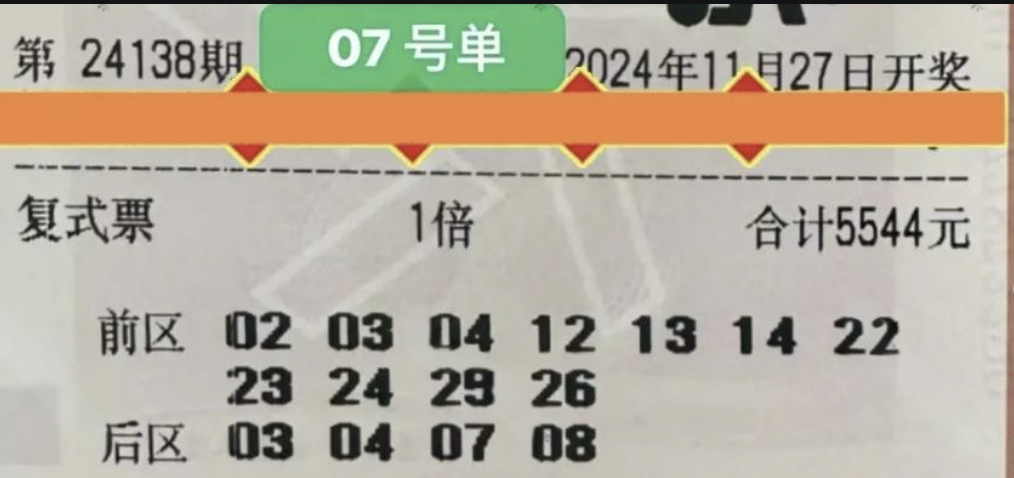 第 24138期
07 号单
2024年11月27日开奖
复式票 1倍 合计5544元
前区 02 03 04 12 13 14 22
23 24 29 26
后区 03 04 07 08